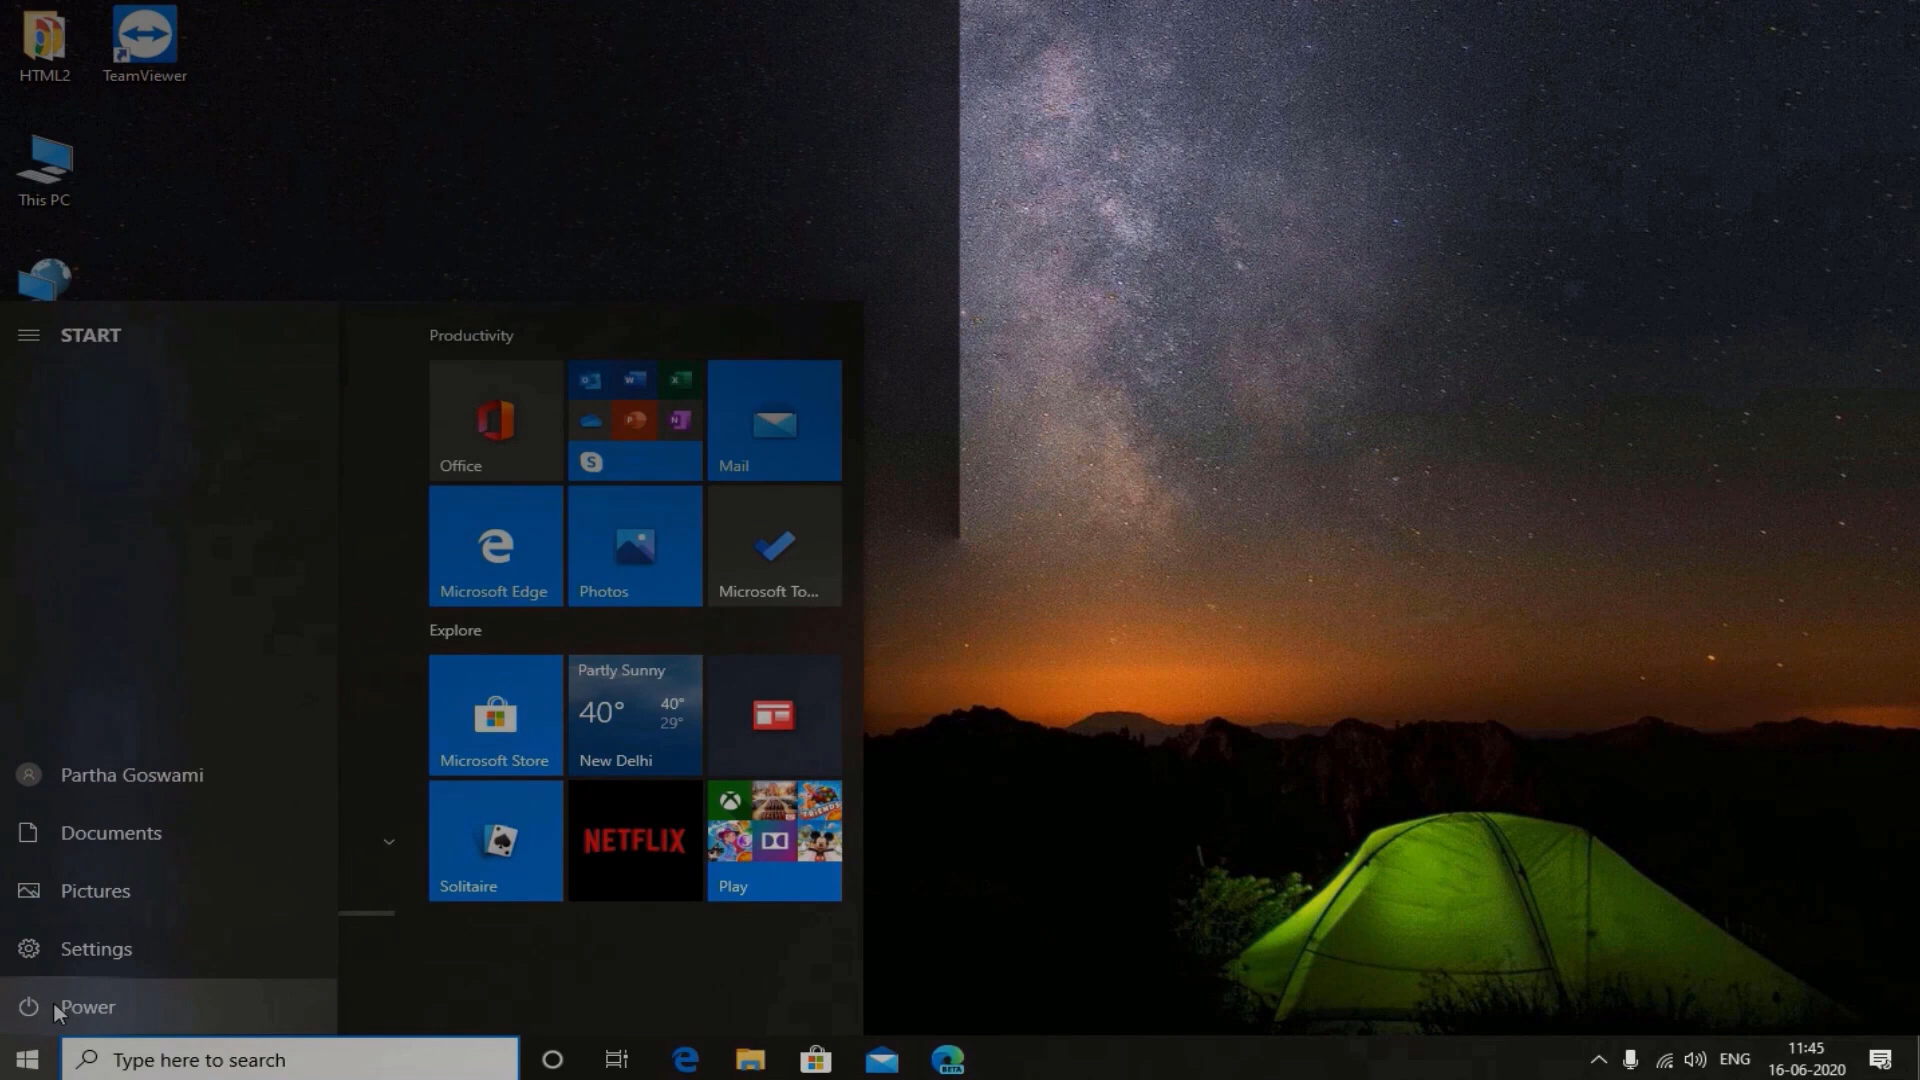 HTML2
TeamViewer
This PC
START
Productivity
Office
Mail
Microsoft Edge
Photos
Microsoft To...
Explore
Microsoft Store
Partly Sunny
40°
40°
29°
New Delhi
Solitaire
NETFLIX
FRIENDS
Play
Partha Goswami
Documents
Pictures
Settings
Power
Type here to search
BETA
ENG
11:45
16-06-2020